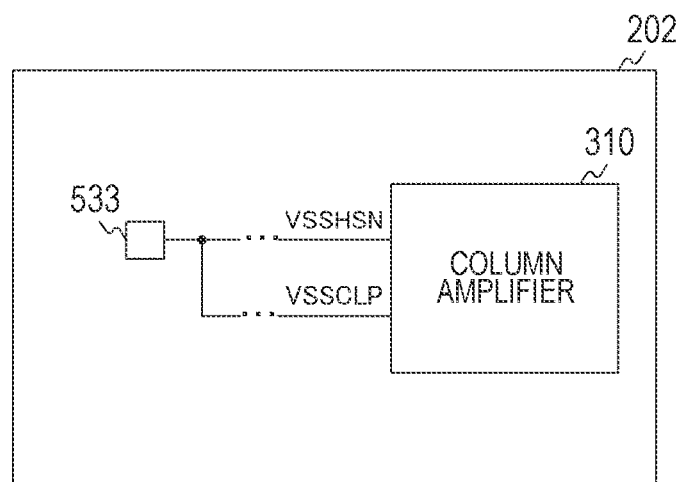 202
310
533
VSSHSN
COLUMN
AMPLIFIER
VSSCLP